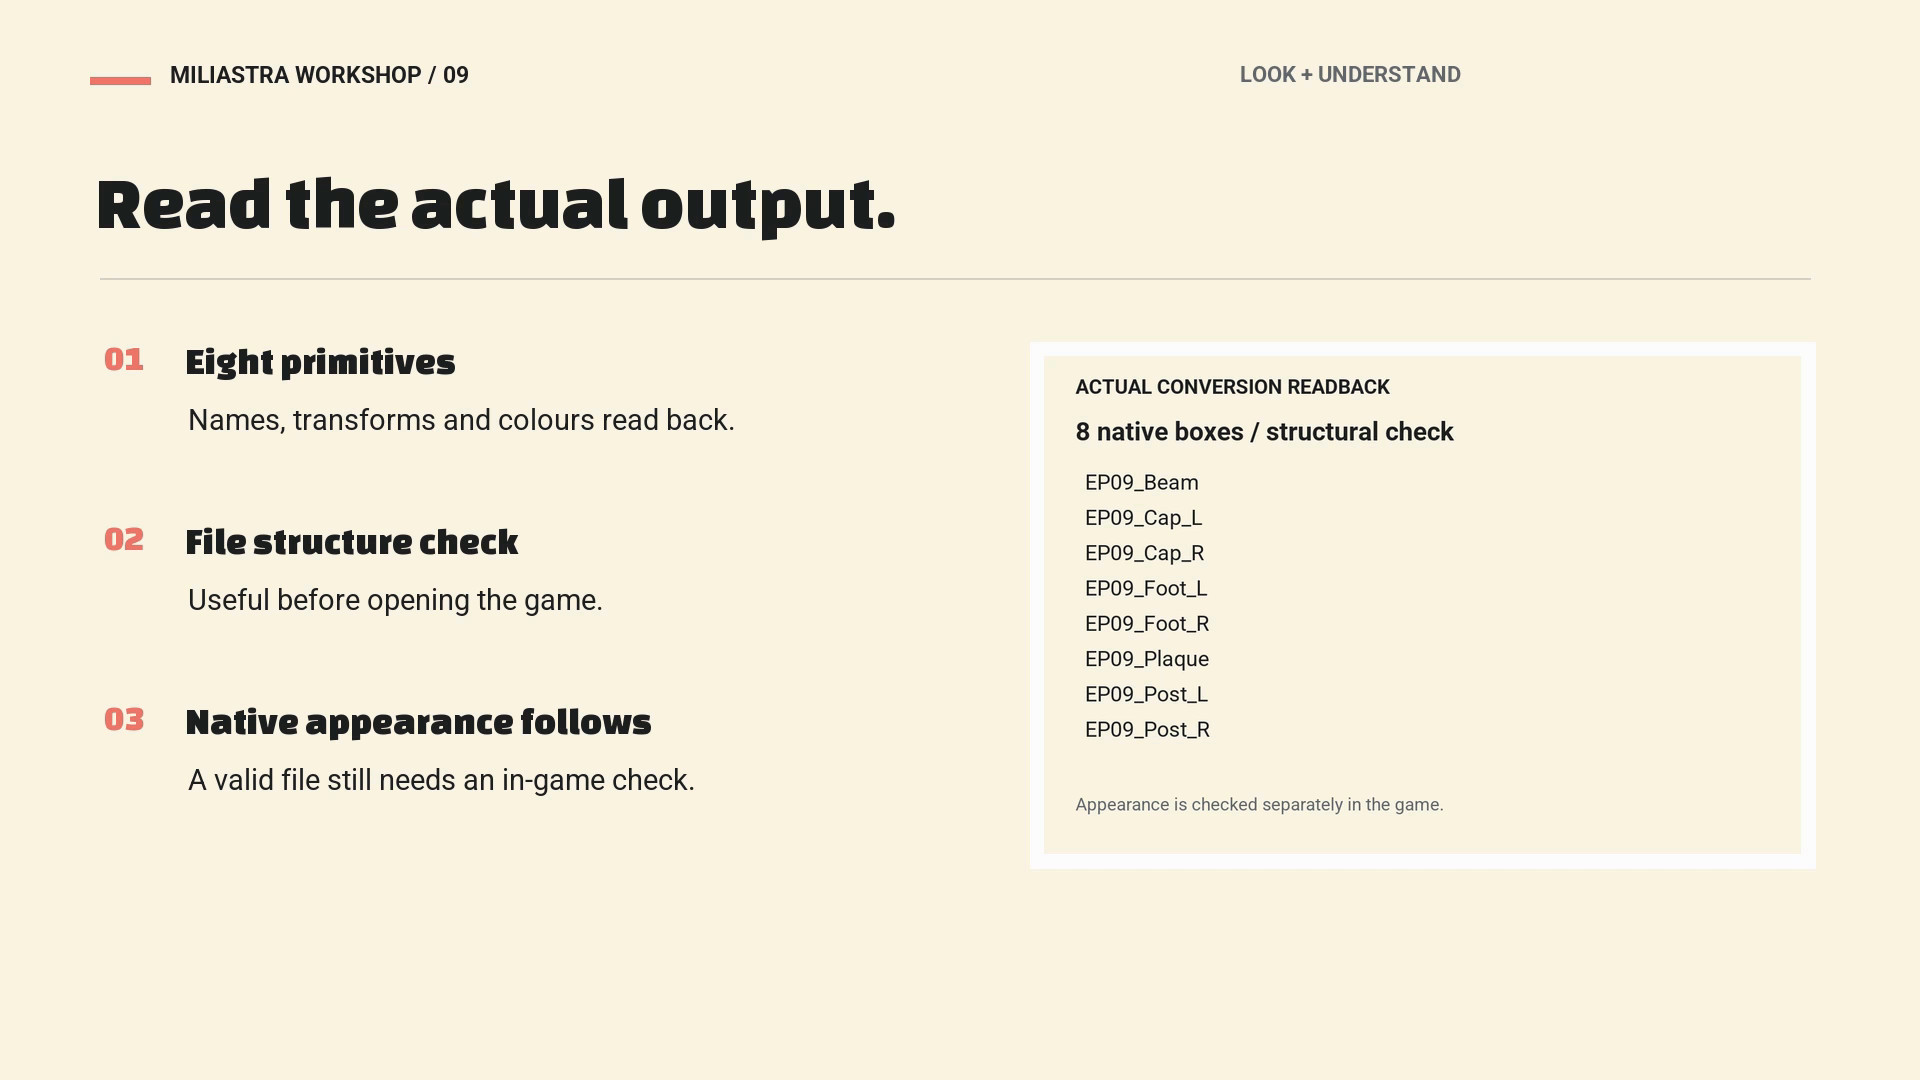 MILIASTRA WORKSHOP / 09
LOOK + UNDERSTAND
Read the actual output.
01
Eight primitives
Names, transforms and colours read back.
02
File structure check
Useful before opening the game.
03
Native appearance follows
A valid file still needs an in-game check.
ACTUAL CONVERSION READBACK
8 native boxes / structural check
EP09_Beam
EP09_Cap_L
EP09_Cap_R
EP09_Foot_L
EP09_Foot_R
EP09_Plaque
EP09_Post_L
EP09_Post_R
Appearance is checked separately in the game.